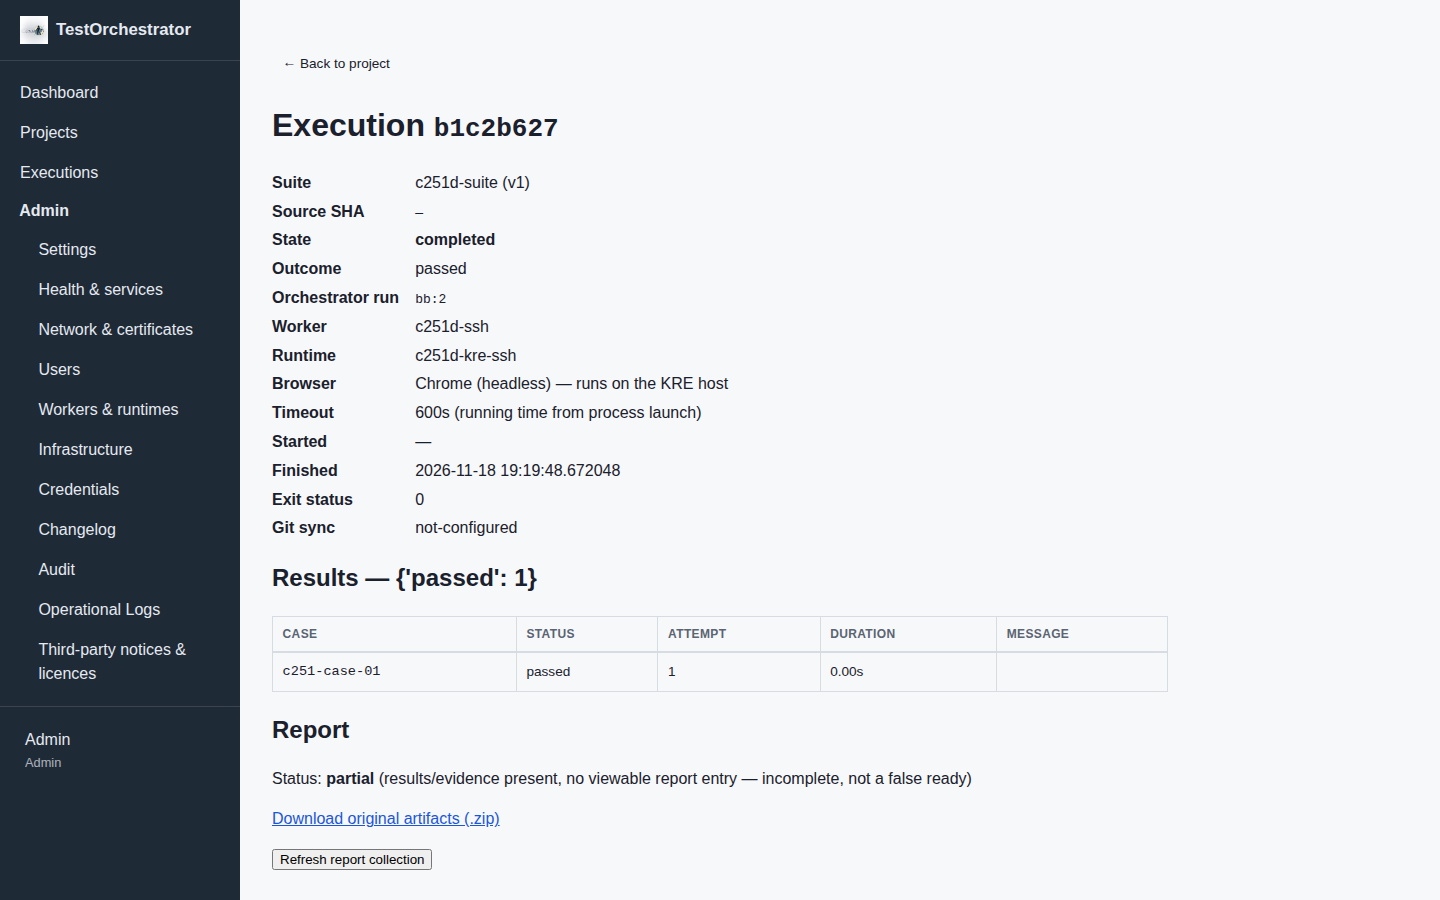 TestOrchestrator
Dashboard
Projects
Executions
Admin
Settings
Health & services
Network & certificates
Users
Workers & runtimes
Infrastructure
Credentials
Changelog
Audit
Operational Logs
Third-party notices &
licences
Admin
Admin
← Back to project
Execution b1c2b627
Suite c251d-suite (v1)
Source SHA –
State completed
Outcome passed
Orchestrator run bb:2
Worker c251d-ssh
Runtime c251d-kre-ssh
Browser Chrome (headless) — runs on the KRE host
Timeout 600s (running time from process launch)
Started —
Finished 2026-11-18 19:19:48.672048
Exit status 0
Git sync not-configured
Results — {'passed': 1}
CASE STATUS ATTEMPT DURATION MESSAGE
c251-case-01 passed 1 0.00s
Report
Status: partial (results/evidence present, no viewable report entry — incomplete, not a false ready)
Download original artifacts (.zip)
Refresh report collection